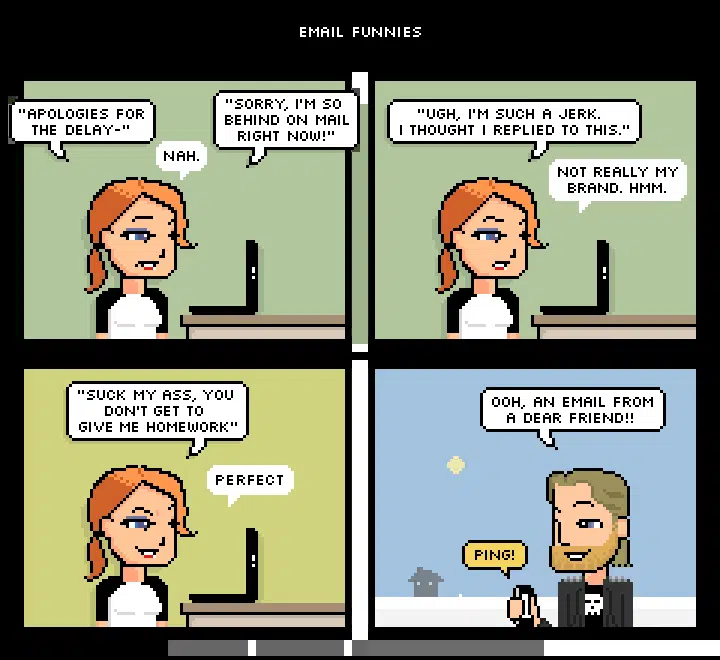 EMAIL FUNNIES
"APOLOGIES FOR
THE DELAY-"
NAH.
"SORRY, I'M SO
BEHIND ON MAIL
RIGHT NOW!"
"UGH, I'M SUCH A JERK.
I THOUGHT I REPLIED TO THIS."
NOT REALLY MY
BRAND. HMM.
"SUCK MY ASS, YOU
DON'T GET TO
GIVE ME HOMEWORK"
PERFECT
OOH, AN EMAIL FROM
A DEAR FRIEND!!
PING!